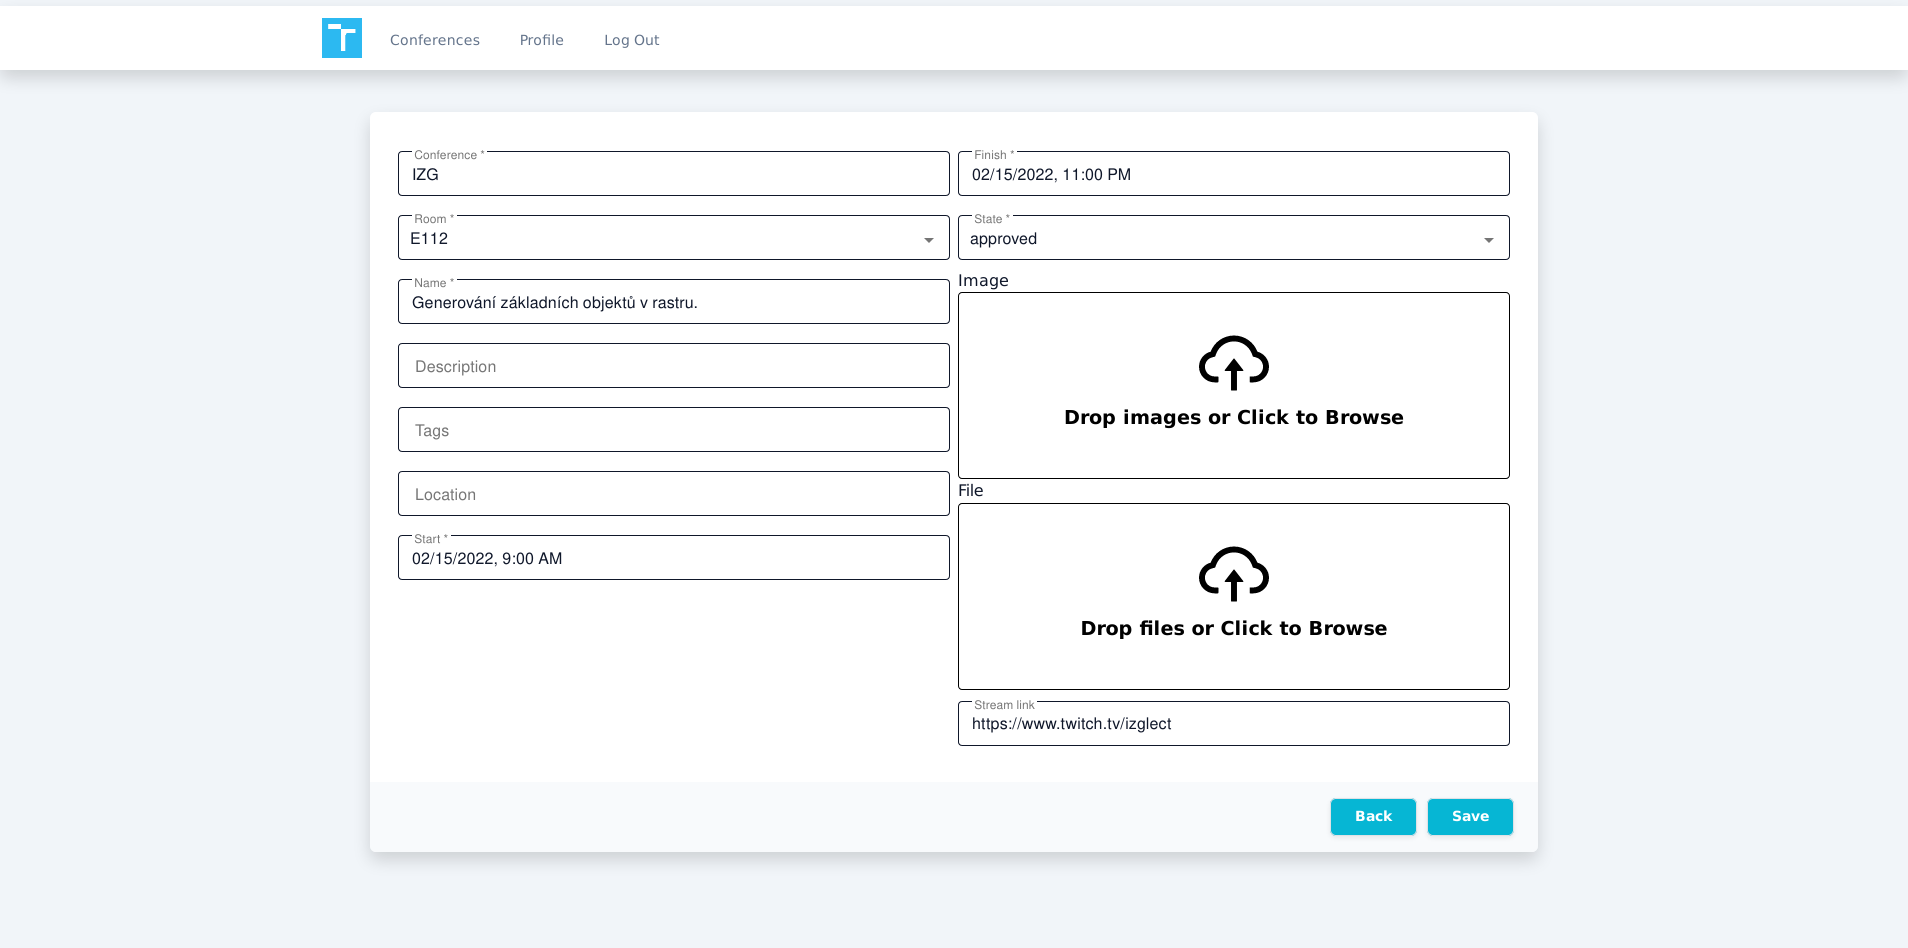 Conferences
Profile
Log Out
Conference *
IZG
Room *
E112
Name *
Generování základních objektů v rastru.
Description
Tags
Location
Start *
02/15/2022, 9:00 AM
Finish *
02/15/2022, 11:00 PM
State *
approved
Image
Drop images or Click to Browse
File
Drop files or Click to Browse
Stream link
https://www.twitch.tv/izglect
Back
Save